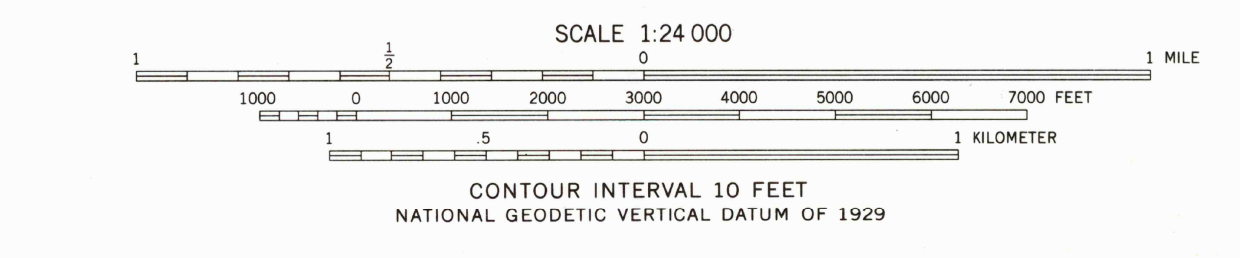 SCALE 1:24 000
1 ½ 0 1 MILE
1000 0 1000 2000 3000 4000 5000 6000 7000 FEET
1 .5 0 1 KILOMETER
CONTOUR INTERVAL 10 FEET
NATIONAL GEODETIC VERTICAL DATUM OF 1929